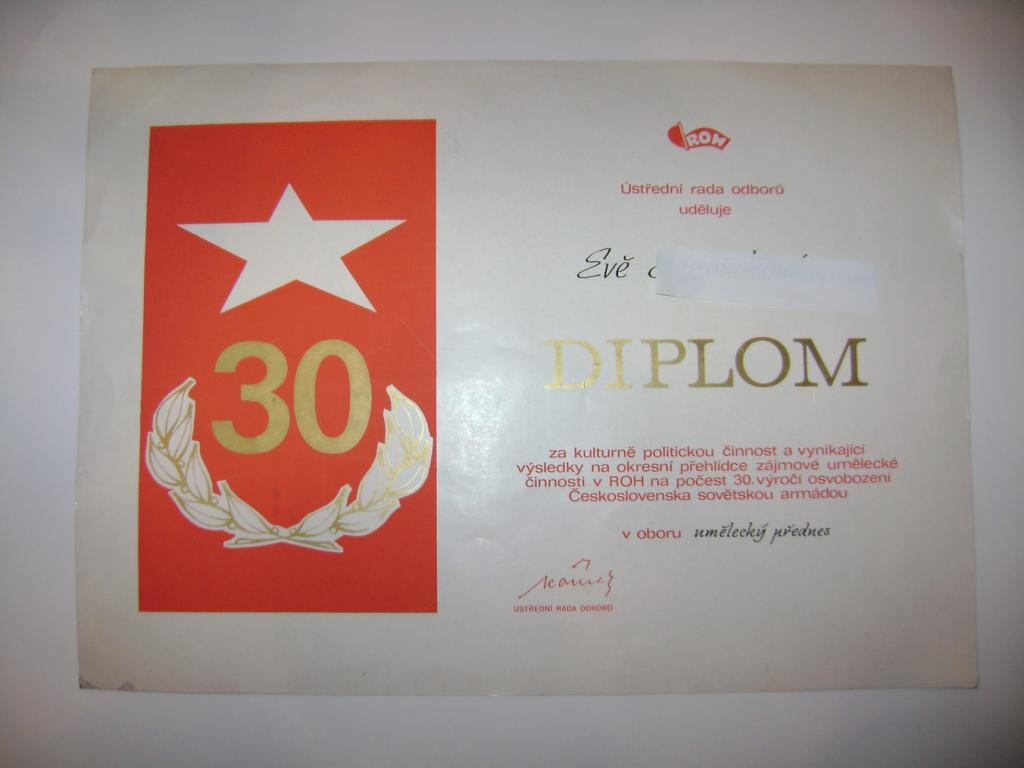 30
ROH
Ústřední rada odborů
uděluje
Evě
DIPLOM
za kulturně politickou činnost a vynikající
výsledky na okresní přehlídce zájmové umělecké
činnosti v ROH na počest 30. výročí osvobození
Československa sovětskou armádou
v oboru umělecký přednes
ÚSTŘEDNÍ RADA ODBORŮ